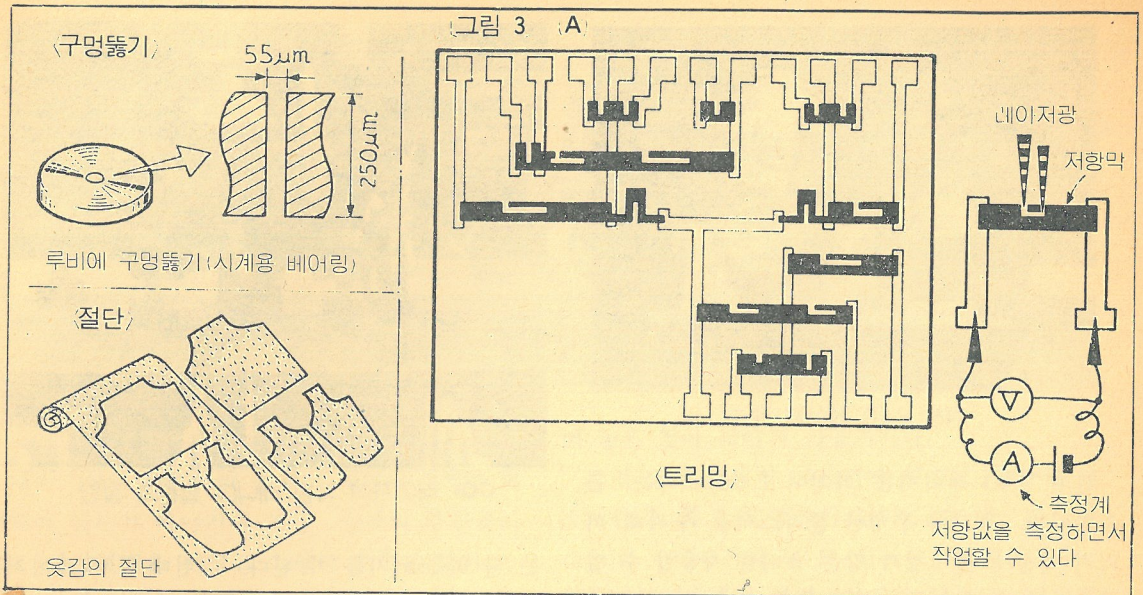 그림 3 (A)
〈구멍뚫기〉
55μm
250μm
루비에 구멍뚫기(시계용 베어링)
〈절단〉
옷감의 절단
〈트리밍〉
레이저광
저항막
V
A
측정계
저항값을 측정하면서
작업할 수 있다